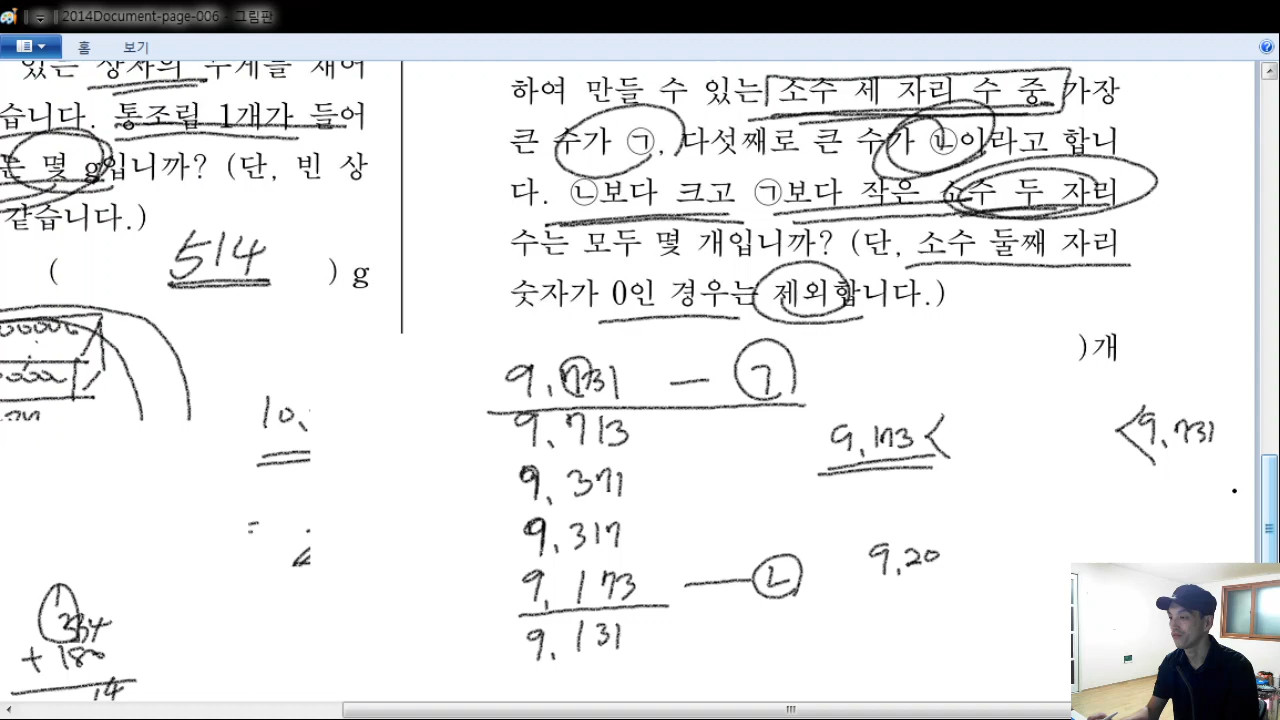 2014Document-page-006 - 그림판
홈 보기
있는 상자의 무게를 재어
습니다. 통조림 1개가 들어
는 몇 g입니까? (단, 빈 상
같습니다.)
( 514 ) g
하여 만들 수 있는 소수 세 자리 수 중 가장
큰 수가 ㉠, 다섯째로 큰 수가 ㉡이라고 합니
다. ㉡보다 크고 ㉠보다 작은 소수 두 자리
수는 모두 몇 개입니까? (단, 소수 둘째 자리
숫자가 0인 경우는 제외합니다.)
)개
9.731 — ㄱ
9.713
9.371
9.317
9.173 — ㄴ
9.131
9.173 <
< 9.731
9.20
10.
=
334
+ 180
14